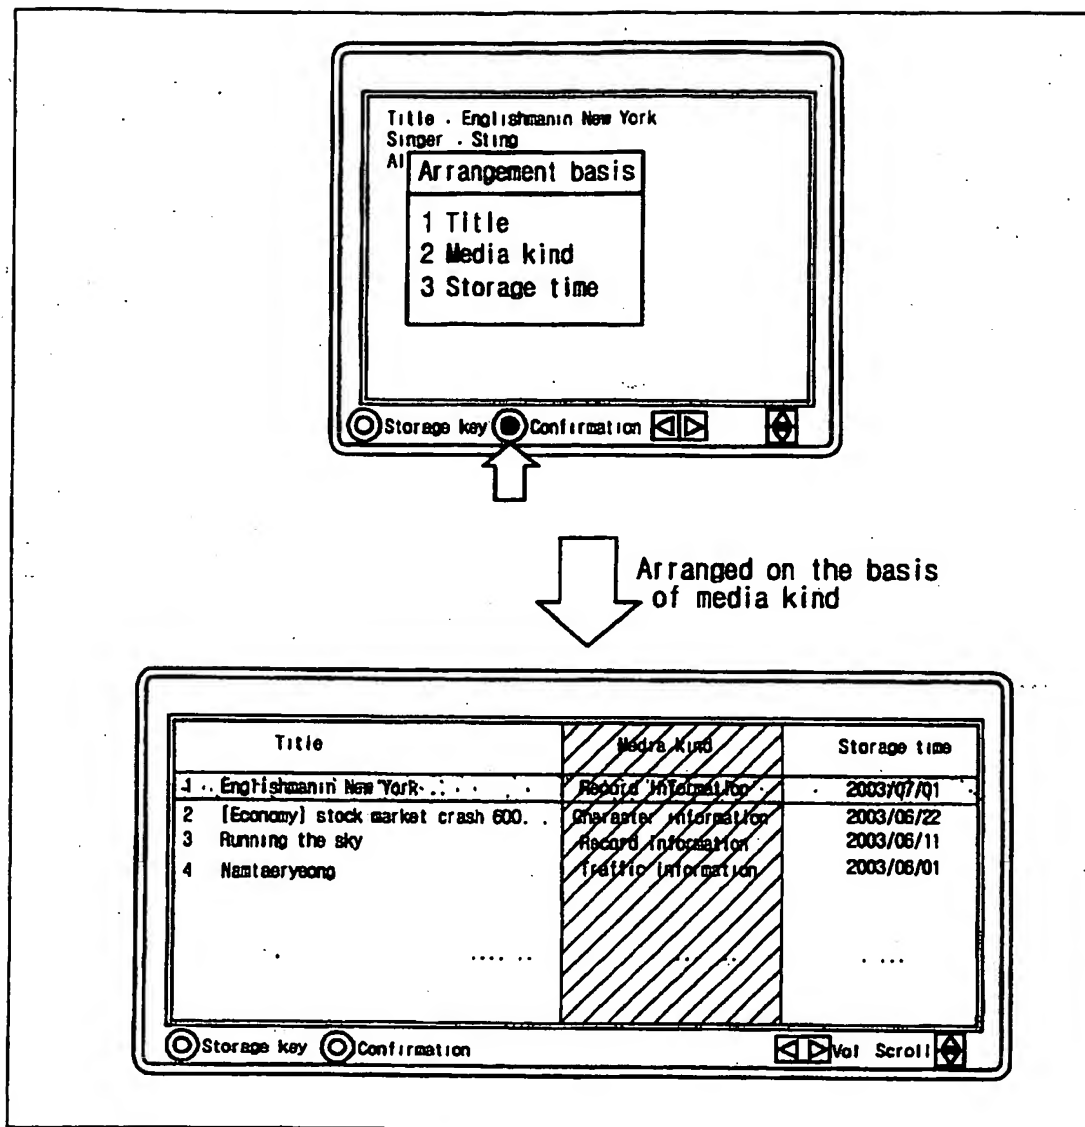 Title . Englishmanin New York
Singer . Sting
Al
Arrangement basis
1 Title
2 Media kind
3 Storage time
Storage key Confirmation
Arranged on the basis
of media kind
Title Media Kind Storage time
1 Englishmanin New York Record Information 2003/07/01
2 [Economy] stock market crash 600. . Character information 2003/06/22
3 Running the sky Record Information 2003/06/11
4 Namtaeryeong Traffic information 2003/06/01
Storage key Confirmation Vol Scroll